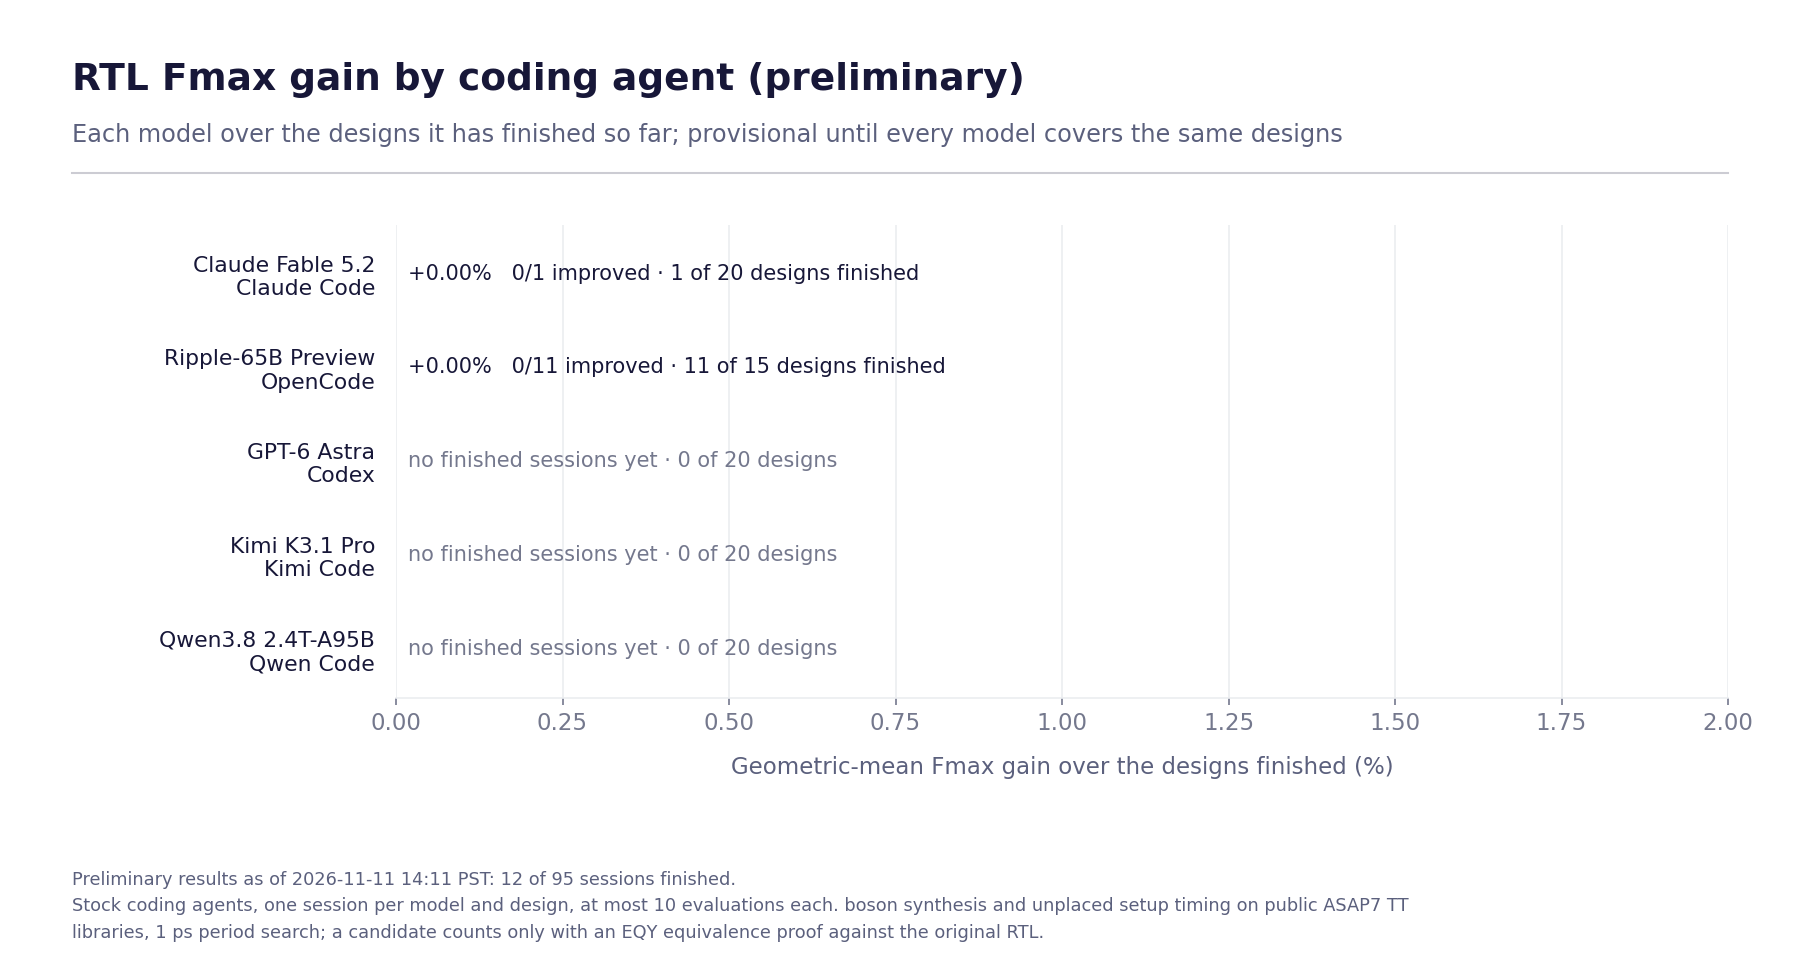 RTL Fmax gain by coding agent (preliminary)
Each model over the designs it has finished so far; provisional until every model covers the same designs
Claude Fable 5.2
Claude Code
+0.00%   0/1 improved · 1 of 20 designs finished
Ripple-65B Preview
OpenCode
+0.00%   0/11 improved · 11 of 15 designs finished
GPT-6 Astra
Codex
no finished sessions yet · 0 of 20 designs
Kimi K3.1 Pro
Kimi Code
no finished sessions yet · 0 of 20 designs
Qwen3.8 2.4T-A95B
Qwen Code
no finished sessions yet · 0 of 20 designs
0.00 0.25 0.50 0.75 1.00 1.25 1.50 1.75 2.00
Geometric-mean Fmax gain over the designs finished (%)
Preliminary results as of 2026-11-11 14:11 PST: 12 of 95 sessions finished.
Stock coding agents, one session per model and design, at most 10 evaluations each. boson synthesis and unplaced setup timing on public ASAP7 TT
libraries, 1 ps period search; a candidate counts only with an EQY equivalence proof against the original RTL.